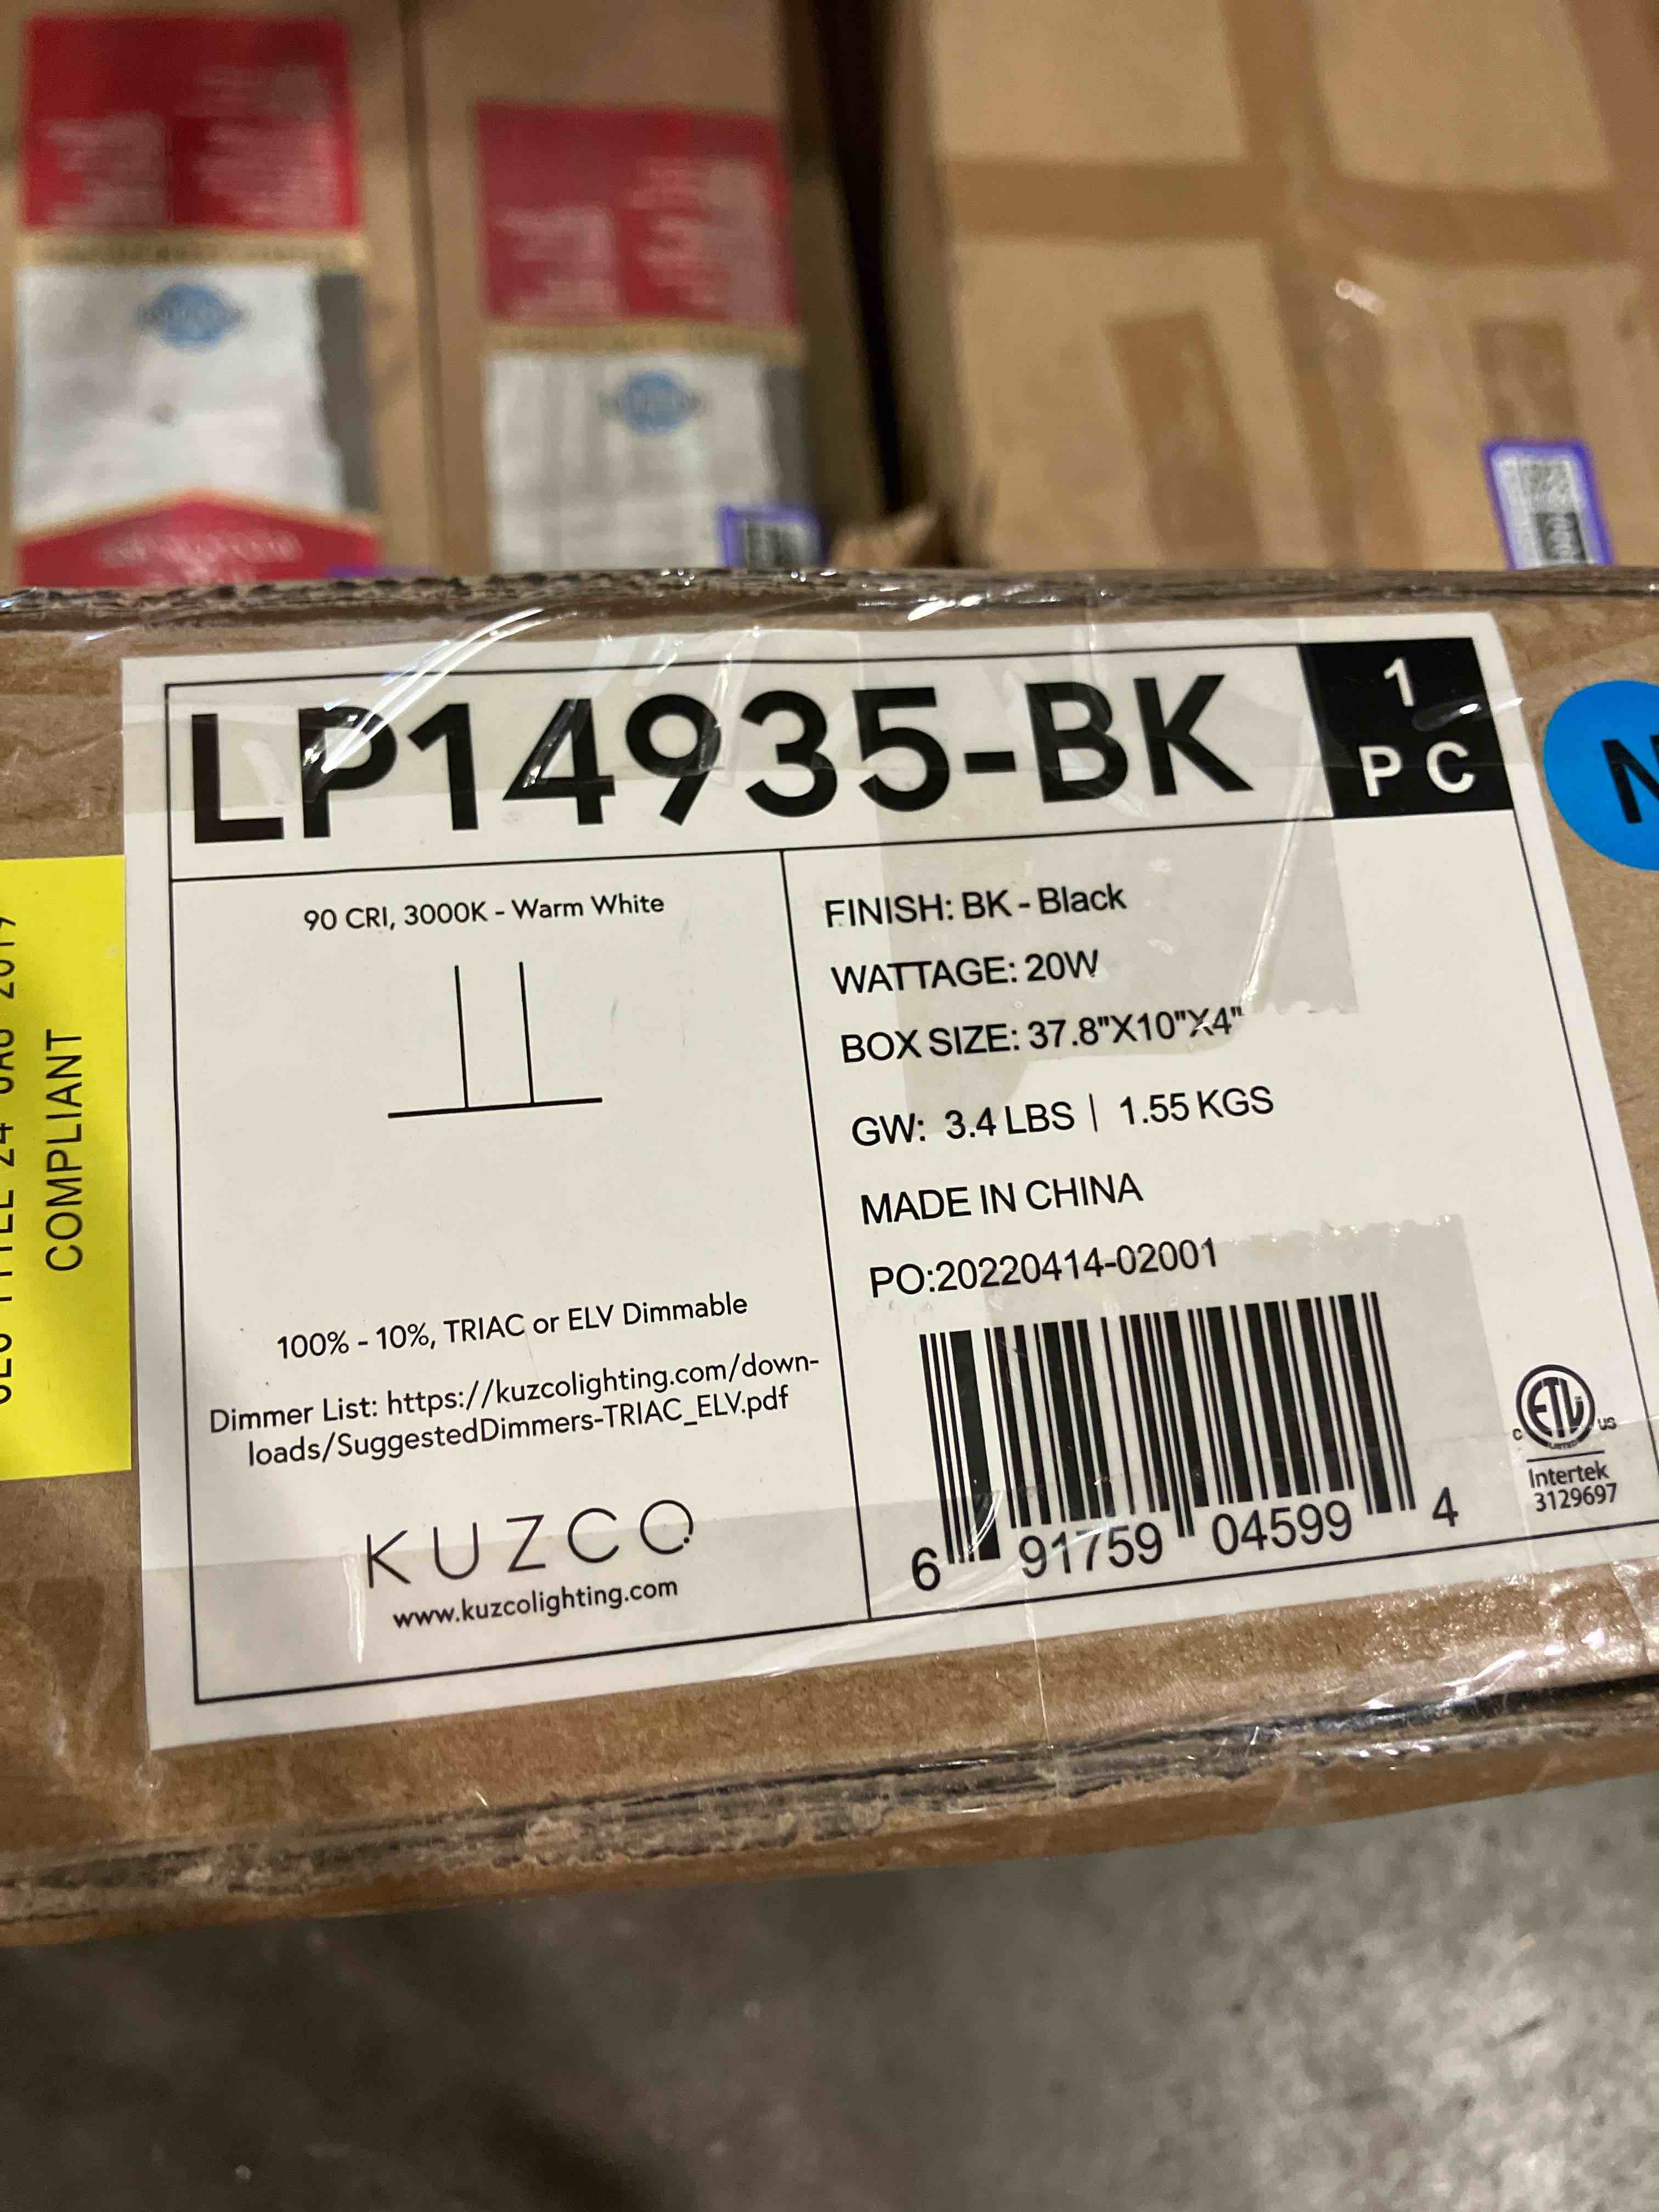 LP14935-BK
1
PC
N
COMPLIANT
90 CRI, 3000K - Warm White
100% - 10%, TRIAC or ELV Dimmable
Dimmer List: https://kuzcolighting.com/down-
loads/SuggestedDimmers-TRIAC_ELV.pdf
KUZCO
www.kuzcolighting.com
FINISH: BK - Black
WATTAGE: 20W
BOX SIZE: 37.8"X10"X4"
GW: 3.4 LBS | 1.55 KGS
MADE IN CHINA
PO:20220414-02001
6 91759 04599 4
ETL
LISTED
C US
Intertek
3129697